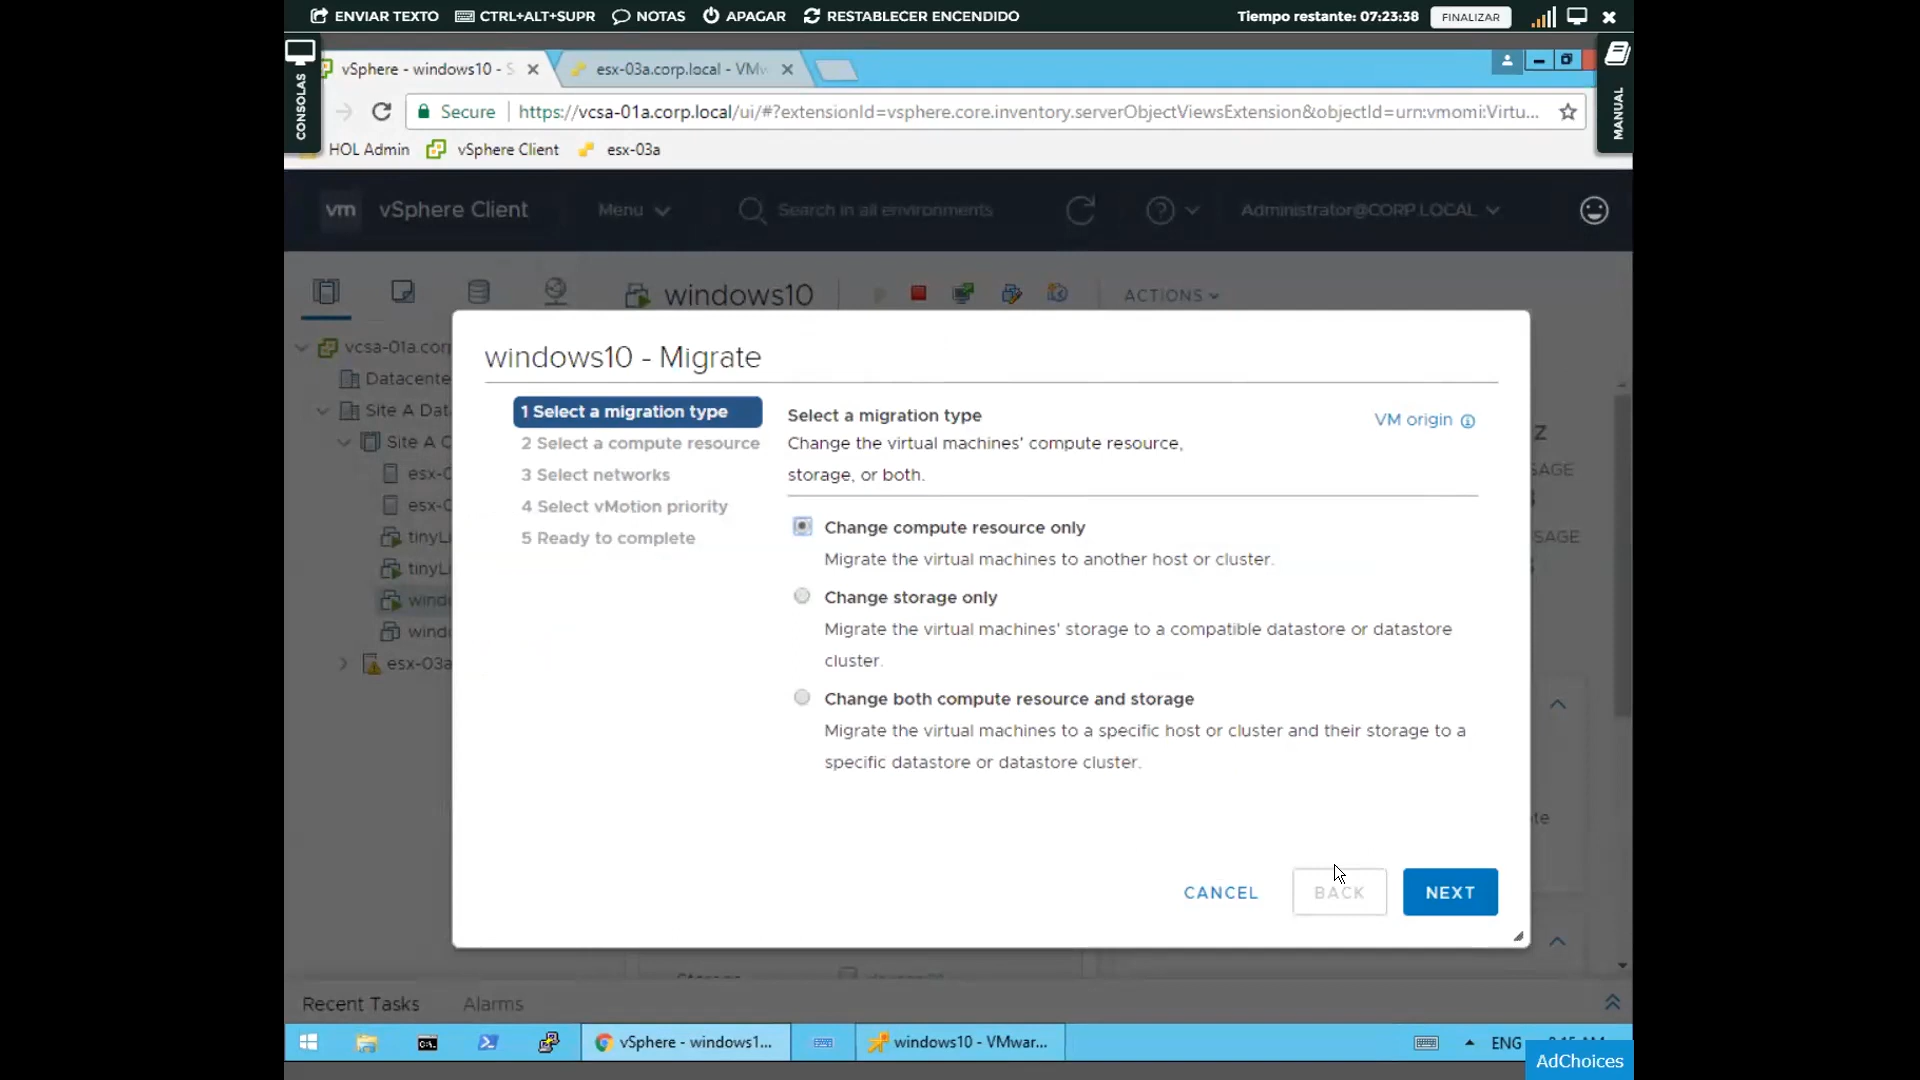 ENVIAR TEXTO CTRL+ALT+SUPR NOTAS APAGAR RESTABLECER ENCENDIDO Tiempo restante: 07:23:38 FINALIZAR
CONSOLAS
MANUAL
vSphere - windows10 - S esx-03a.corp.local - VMw
Secure https://vcsa-01a.corp.local/ui/#?extensionId=vsphere.core.inventory.serverObjectViewsExtension&objectId=urn:vmomi:Virtu...
HOL Admin vSphere Client esx-03a
vm vSphere Client Menu Search in all environments Administrator@CORP.LOCAL
windows10 ACTIONS
vcsa-01a.corp
Datacente
Site A Dat
Site A C
esx-0
esx-0
tinyLi
tinyLi
windo
windo
esx-03a
windows10 - Migrate
1 Select a migration type
2 Select a compute resource
3 Select networks
4 Select vMotion priority
5 Ready to complete
Select a migration type
VM origin
Change the virtual machines' compute resource,
storage, or both.
Change compute resource only
Migrate the virtual machines to another host or cluster.
Change storage only
Migrate the virtual machines' storage to a compatible datastore or datastore
cluster.
Change both compute resource and storage
Migrate the virtual machines to a specific host or cluster and their storage to a
specific datastore or datastore cluster.
CANCEL BACK NEXT
Recent Tasks Alarms
vSphere - windows1... windows10 - VMwar... ENG
AdChoices